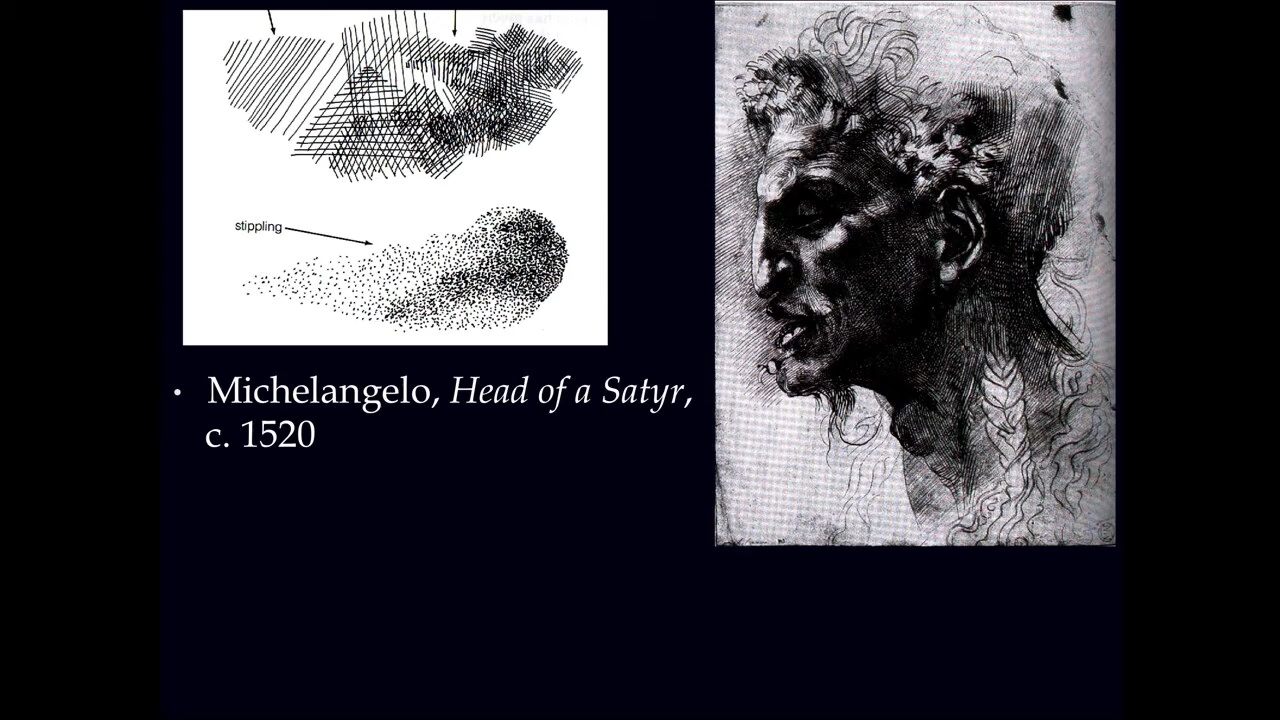 stippling
• Michelangelo, Head of a Satyr,
c. 1520